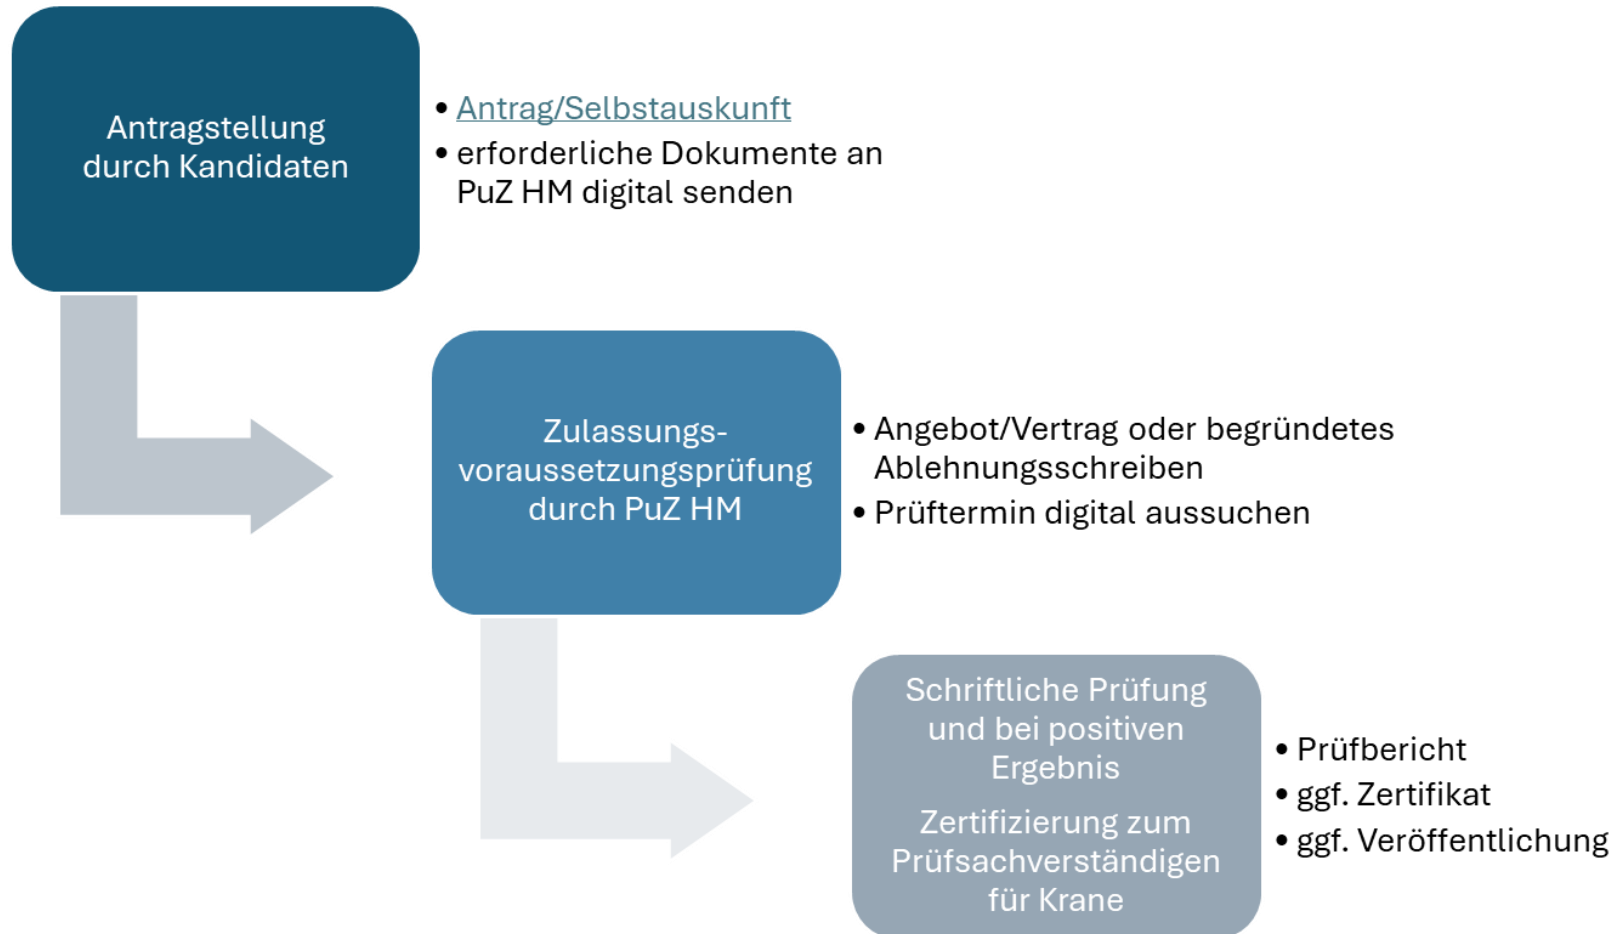 Antragstellung
durch Kandidaten
• Antrag/Selbstauskunft
• erforderliche Dokumente an
PuZ HM digital senden
Zulassungs-
voraussetzungsprüfung
durch PuZ HM
• Angebot/Vertrag oder begründetes
Ablehnungsschreiben
• Prüftermin digital aussuchen
Schriftliche Prüfung
und bei positiven
Ergebnis
Zertifizierung zum
Prüfsachverständigen
für Krane
• Prüfbericht
• ggf. Zertifikat
• ggf. Veröffentlichung